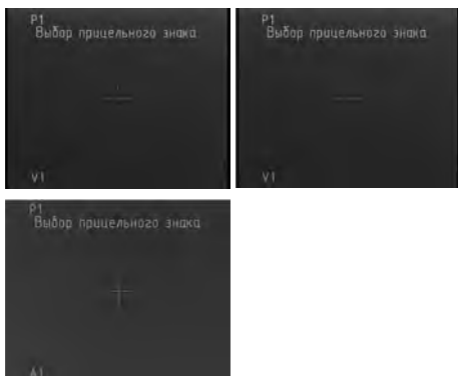 P1
Выбор прицельного знака
V1
P1
Выбор прицельного знака
V1
P1
Выбор прицельного знака
A1